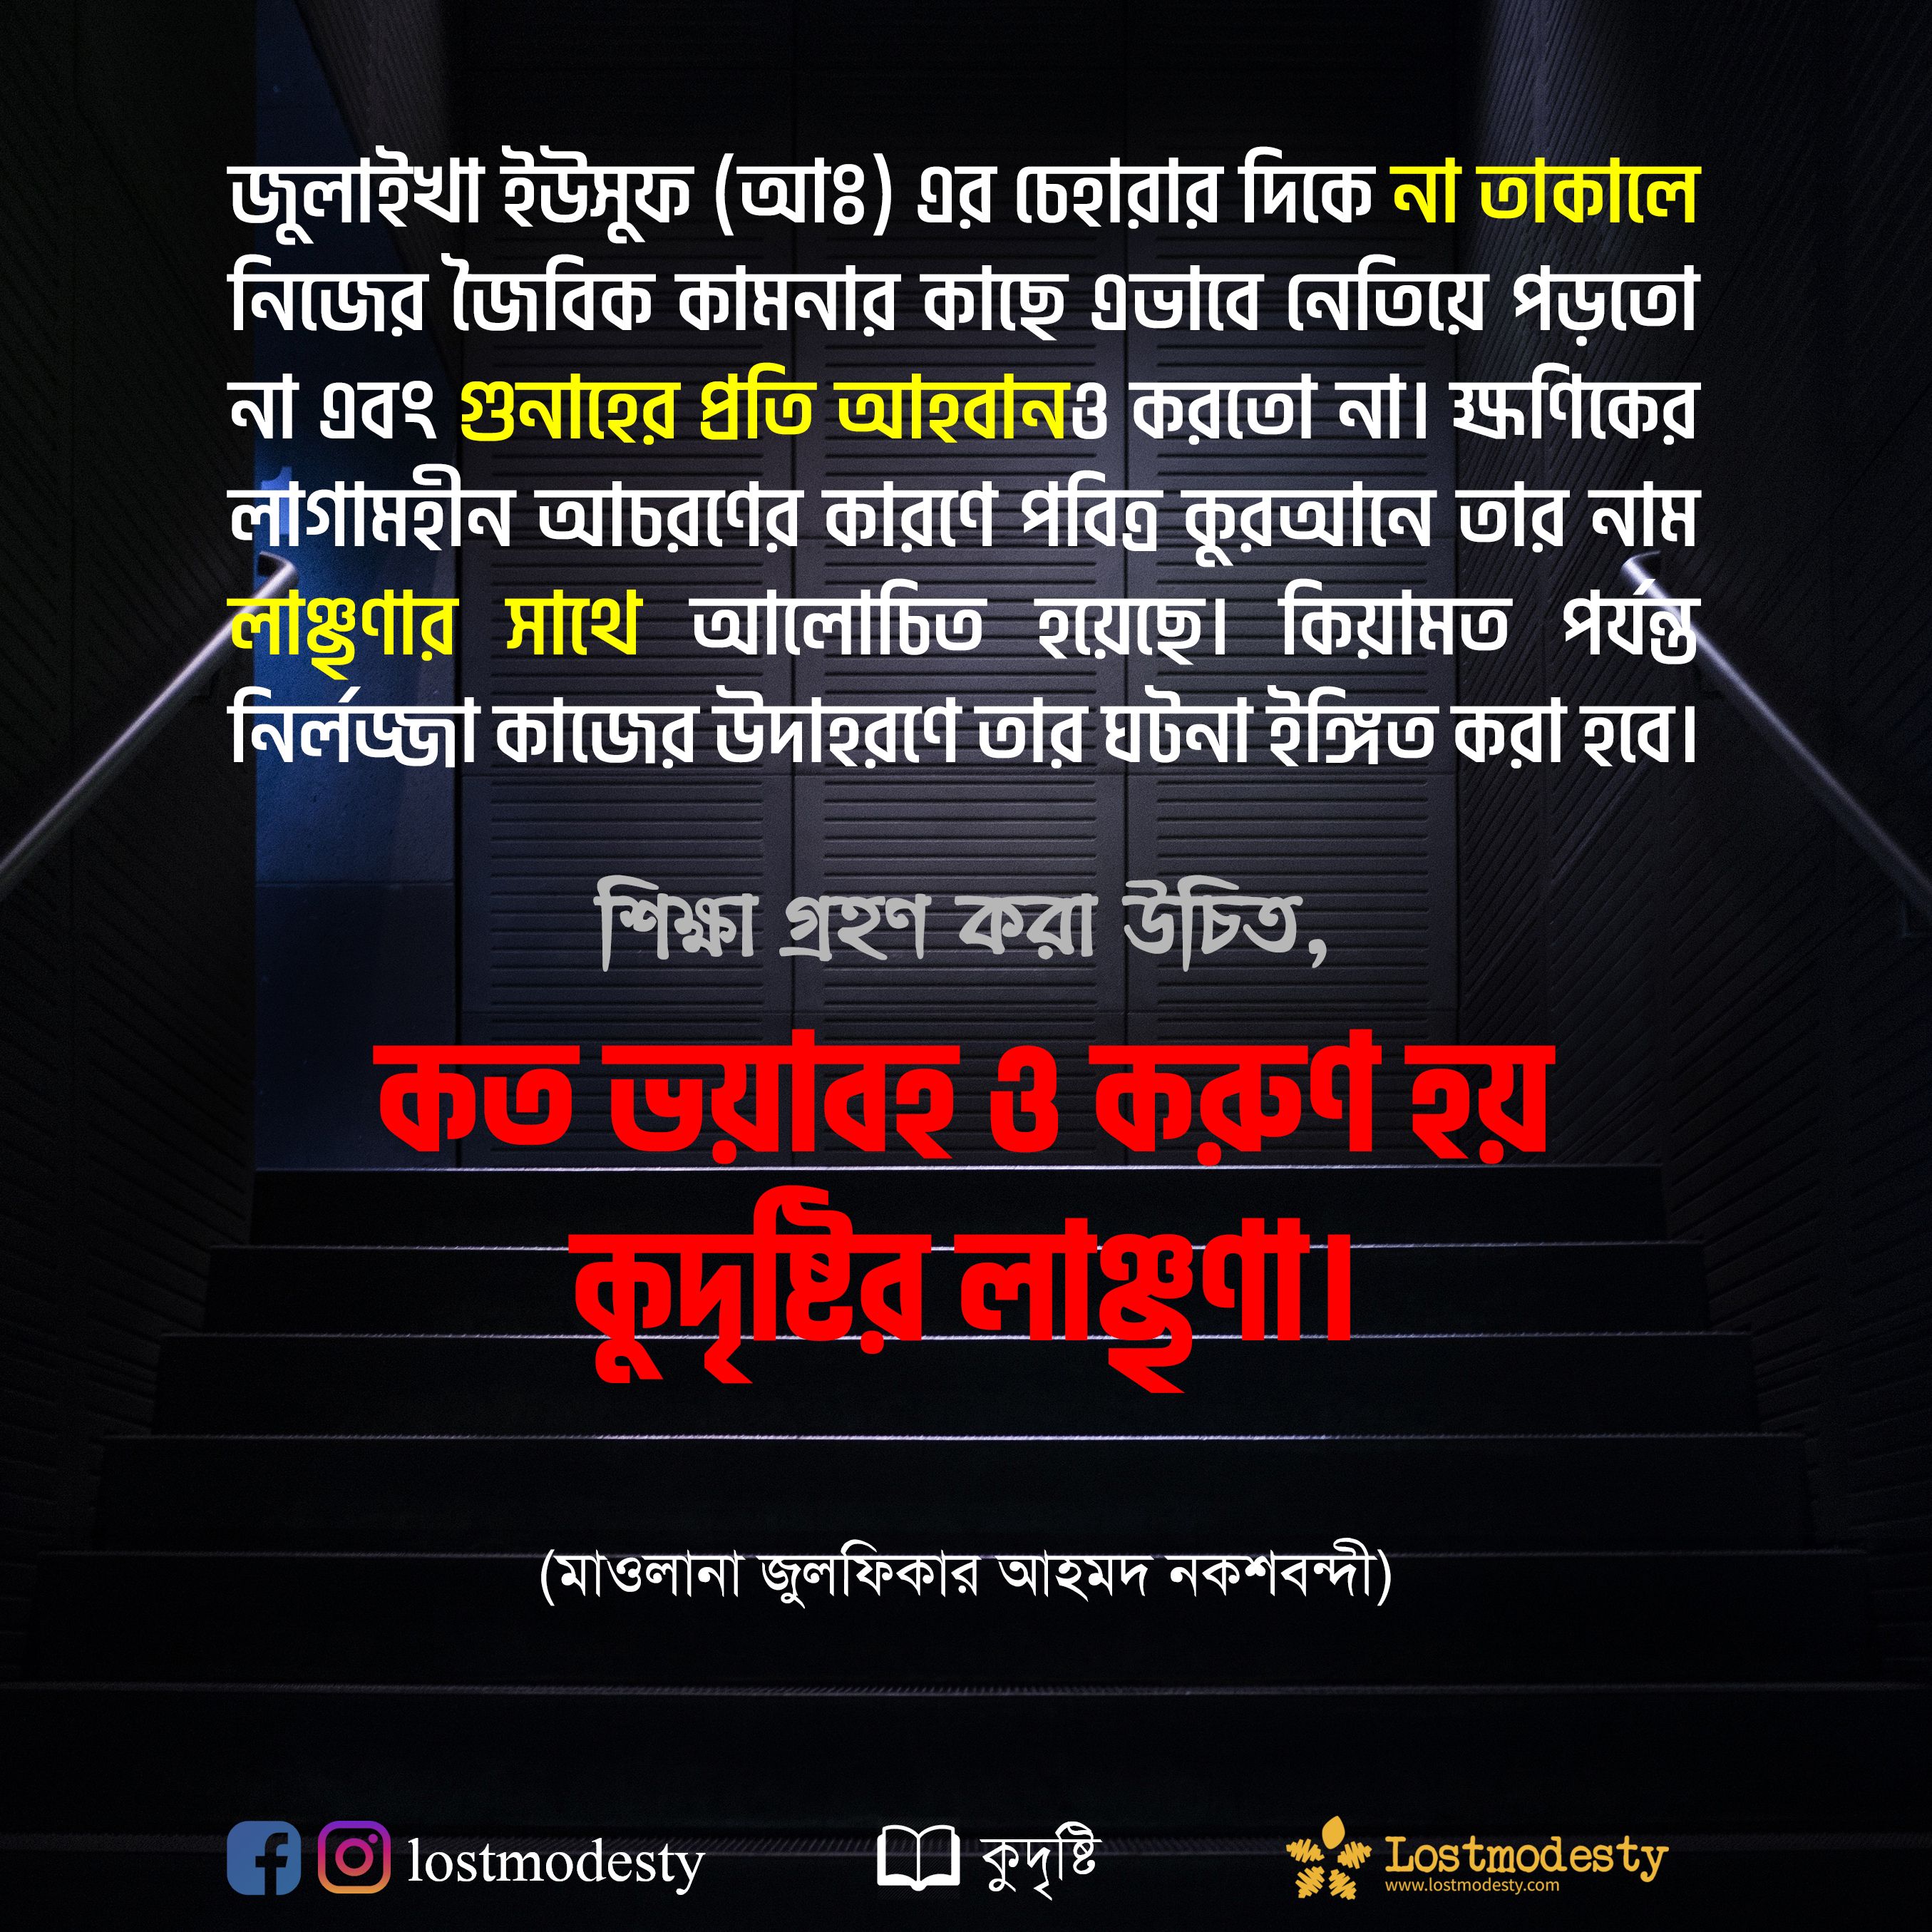 জুলাইখা ইউসুফ (আঃ) এর চেহারার দিকে না তাকালে
নিজের জৈবিক কামনার কাছে এভাবে নেতিয়ে পড়তো
না এবং গুনাহের প্রতি আহবানও করতো না। ক্ষণিকের
লাগামহীন আচরণের কারণে পবিত্র কুরআনে তার নাম
লাঞ্ছণার সাথে আলোচিত হয়েছে। কিয়ামত পর্যন্ত
নির্লজ্জা কাজের উদাহরণে তার ঘটনা ইঙ্গিত করা হবে।
শিক্ষা গ্রহণ করা উচিত,
কত ভয়াবহ ও করুণ হয়
কুদৃষ্টির লাঞ্ছণা।
(মাওলানা জুলফিকার আহমদ নকশবন্দী)
lostmodesty
কুদৃষ্টি
Lostmodesty
www.lostmodesty.com